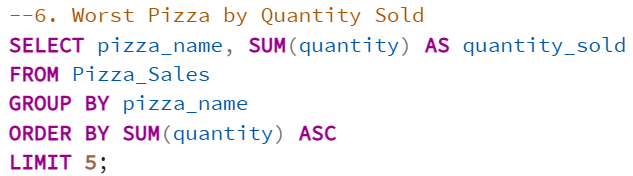 --6. Worst Pizza by Quantity Sold
SELECT pizza_name, SUM(quantity) AS quantity_sold
FROM Pizza_Sales
GROUP BY pizza_name
ORDER BY SUM(quantity) ASC
LIMIT 5;